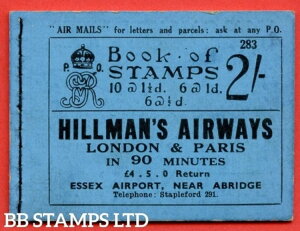 "AIR MAILS" for letters and parcels: ask at any P.O.
283
P. O.
Book of
STAMPS 2/-
10 @ 1½d. 6 @ 1d.
6 @ ½d.
HILLMAN'S AIRWAYS
LONDON & PARIS
IN 90 MINUTES
£4.5.0 Return
ESSEX AIRPORT, NEAR ABRIDGE
Telephone: Stapleford 291.
BB STAMPS LTD